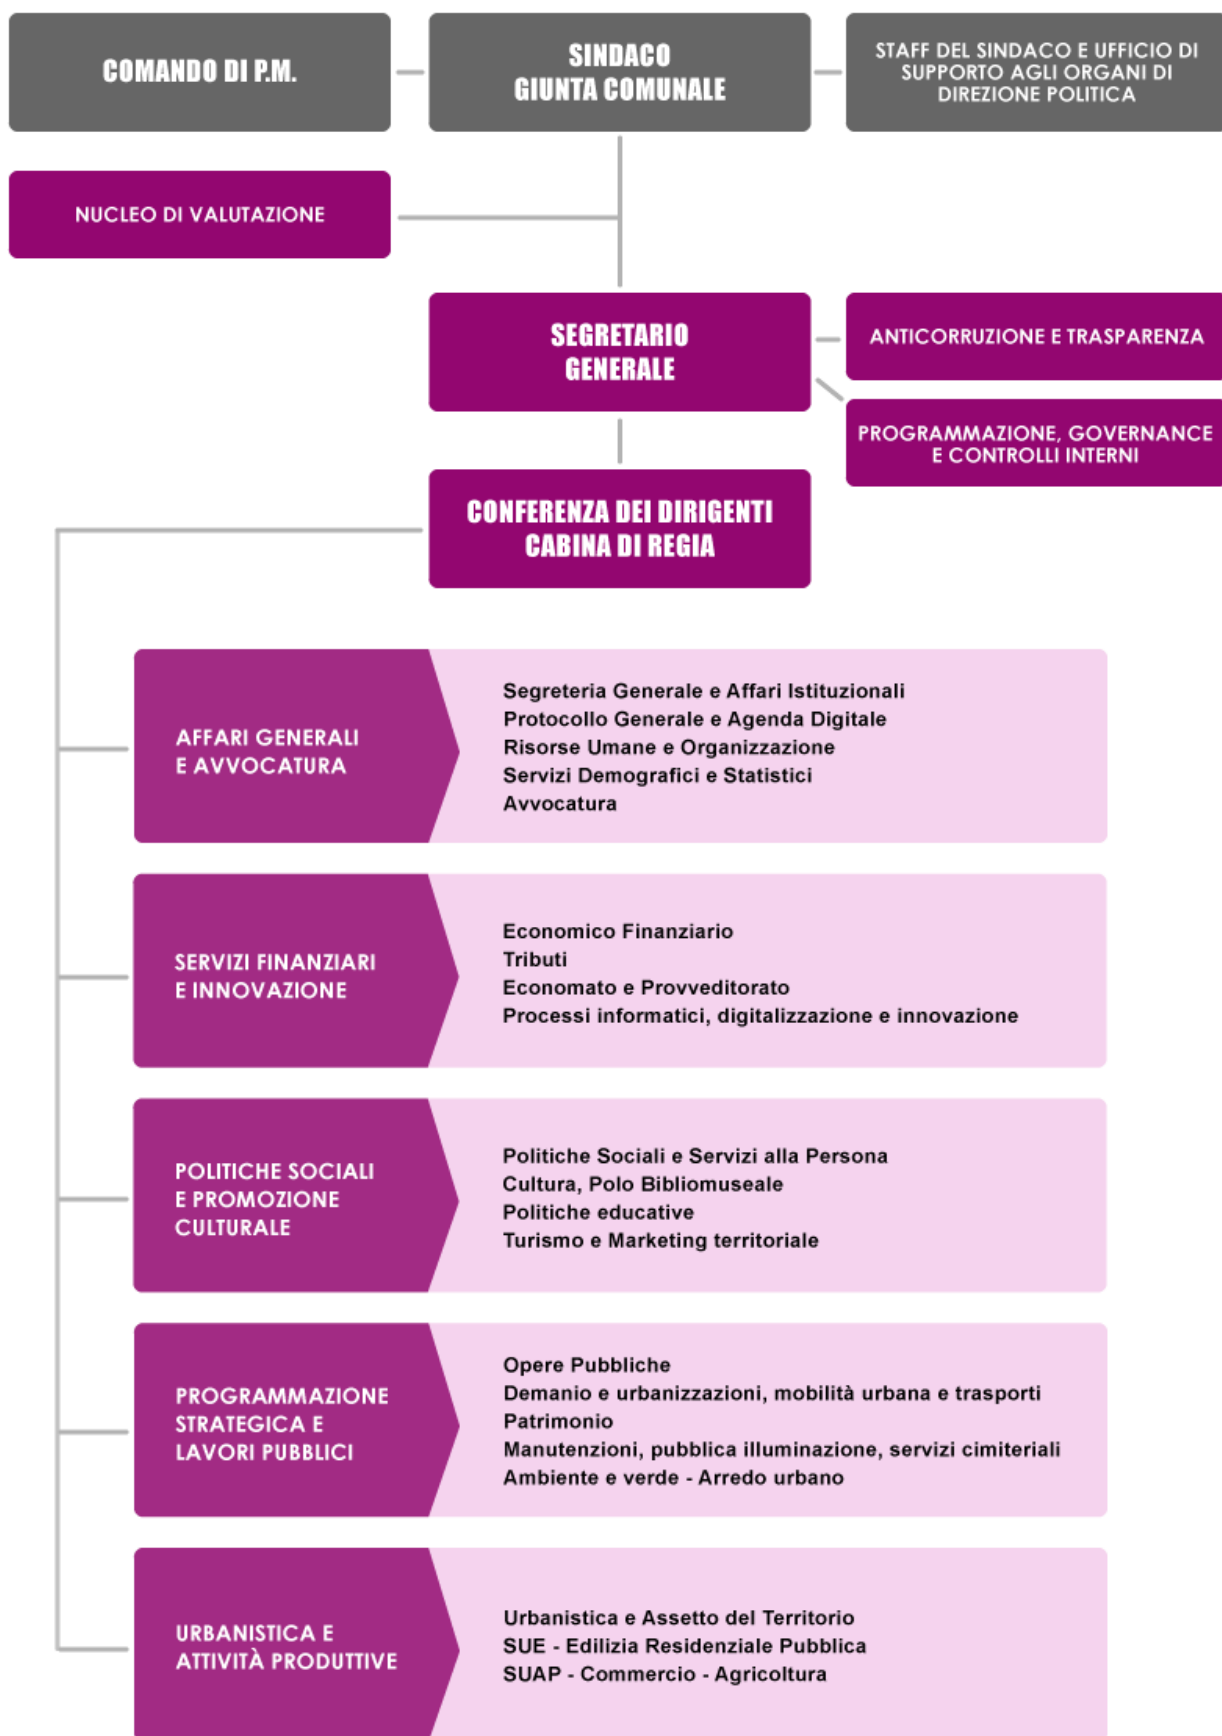 COMANDO DI P.M.
SINDACO
GIUNTA COMUNALE
STAFF DEL SINDACO E UFFICIO DI
SUPPORTO AGLI ORGANI DI
DIREZIONE POLITICA
NUCLEO DI VALUTAZIONE
SEGRETARIO
GENERALE
ANTICORRUZIONE E TRASPARENZA
PROGRAMMAZIONE, GOVERNANCE
E CONTROLLI INTERNI
CONFERENZA DEI DIRIGENTI
CABINA DI REGIA
AFFARI GENERALI
E AVVOCATURA
Segreteria Generale e Affari Istituzionali
Protocollo Generale e Agenda Digitale
Risorse Umane e Organizzazione
Servizi Demografici e Statistici
Avvocatura
SERVIZI FINANZIARI
E INNOVAZIONE
Economico Finanziario
Tributi
Economato e Provveditorato
Processi informatici, digitalizzazione e innovazione
POLITICHE SOCIALI
E PROMOZIONE
CULTURALE
Politiche Sociali e Servizi alla Persona
Cultura, Polo Bibliomuseale
Politiche educative
Turismo e Marketing territoriale
PROGRAMMAZIONE
STRATEGICA E
LAVORI PUBBLICI
Opere Pubbliche
Demanio e urbanizzazioni, mobilità urbana e trasporti
Patrimonio
Manutenzioni, pubblica illuminazione, servizi cimiteriali
Ambiente e verde - Arredo urbano
URBANISTICA E
ATTIVITÀ PRODUTTIVE
Urbanistica e Assetto del Territorio
SUE - Edilizia Residenziale Pubblica
SUAP - Commercio - Agricoltura